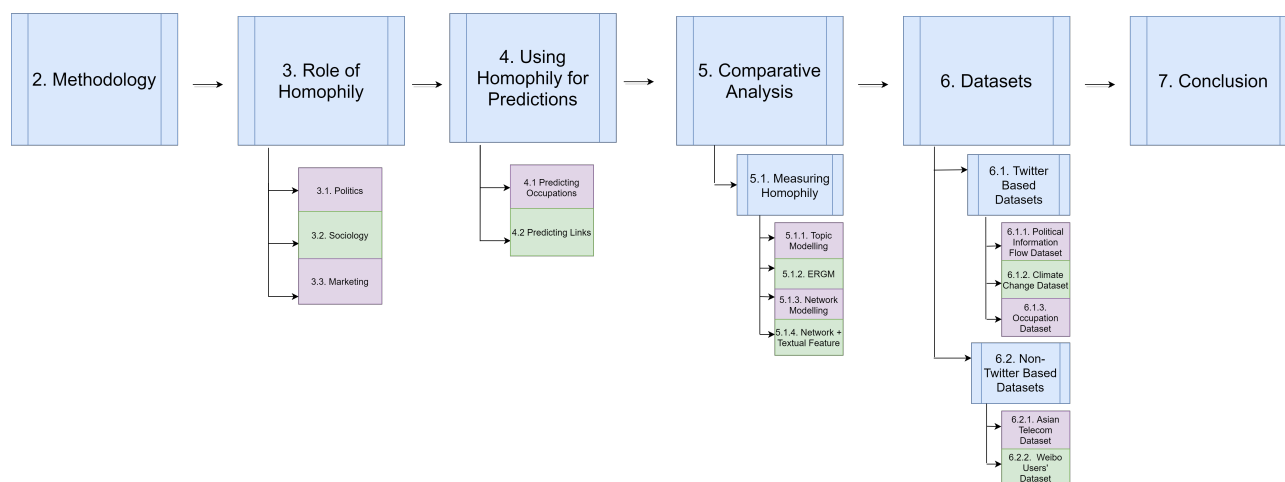 2. Methodology
3. Role of
Homophily
3.1. Politics
3.2. Sociology
3.3. Marketing
4. Using
Homophily for
Predictions
4.1 Predicting
Occupations
4.2 Predicting Links
5. Comparative
Analysis
5.1. Measuring
Homophily
5.1.1. Topic
Modelling
5.1.2. ERGM
5.1.3. Network
Modelling
5.1.4. Network +
Textual Feature
6. Datasets
6.1. Twitter
Based
Datasets
6.1.1. Political
Information
Flow Dataset
6.1.2. Climate
Change Dataset
6.1.3.
Occupation
Dataset
6.2. Non-
Twitter Based
Datasets
6.2.1. Asian
Telecom
Dataset
6.2.2. Weibo
Users'
Dataset
7. Conclusion